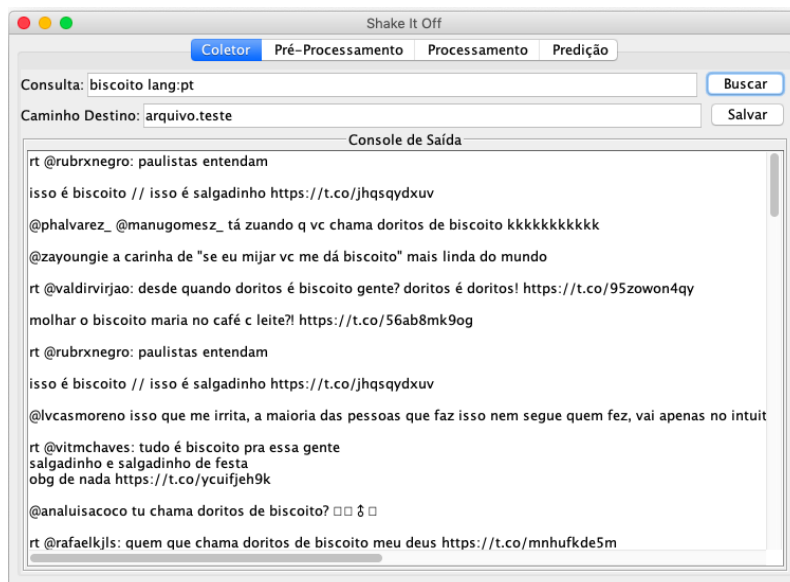 Shake It Off
Coletor Pré-Processamento Processamento Predição
Consulta: biscoito lang:pt Buscar
Caminho Destino: arquivo.teste Salvar
Console de Saída
rt @rubrxnegro: paulistas entendam
isso é biscoito // isso é salgadinho https://t.co/jhqsqydxuv
@phalvarez_ @manugomesz_ tá zuando q vc chama doritos de biscoito kkkkkkkkkkk
@zayoungie a carinha de "se eu mijar vc me dá biscoito" mais linda do mundo
rt @valdirvirjao: desde quando doritos é biscoito gente? doritos é doritos! https://t.co/95zowon4qy
molhar o biscoito maria no café c leite?! https://t.co/56ab8mk9og
rt @rubrxnegro: paulistas entendam
isso é biscoito // isso é salgadinho https://t.co/jhqsqydxuv
@lvcasmoreno isso que me irrita, a maioria das pessoas que faz isso nem segue quem fez, vai apenas no intuit
rt @vitmchaves: tudo é biscoito pra essa gente
salgadinho e salgadinho de festa
obg de nada https://t.co/ycuifjeh9k
@analuisacoco tu chama doritos de biscoito?
rt @rafaelkjls: quem que chama doritos de biscoito meu deus https://t.co/mnhufkde5m